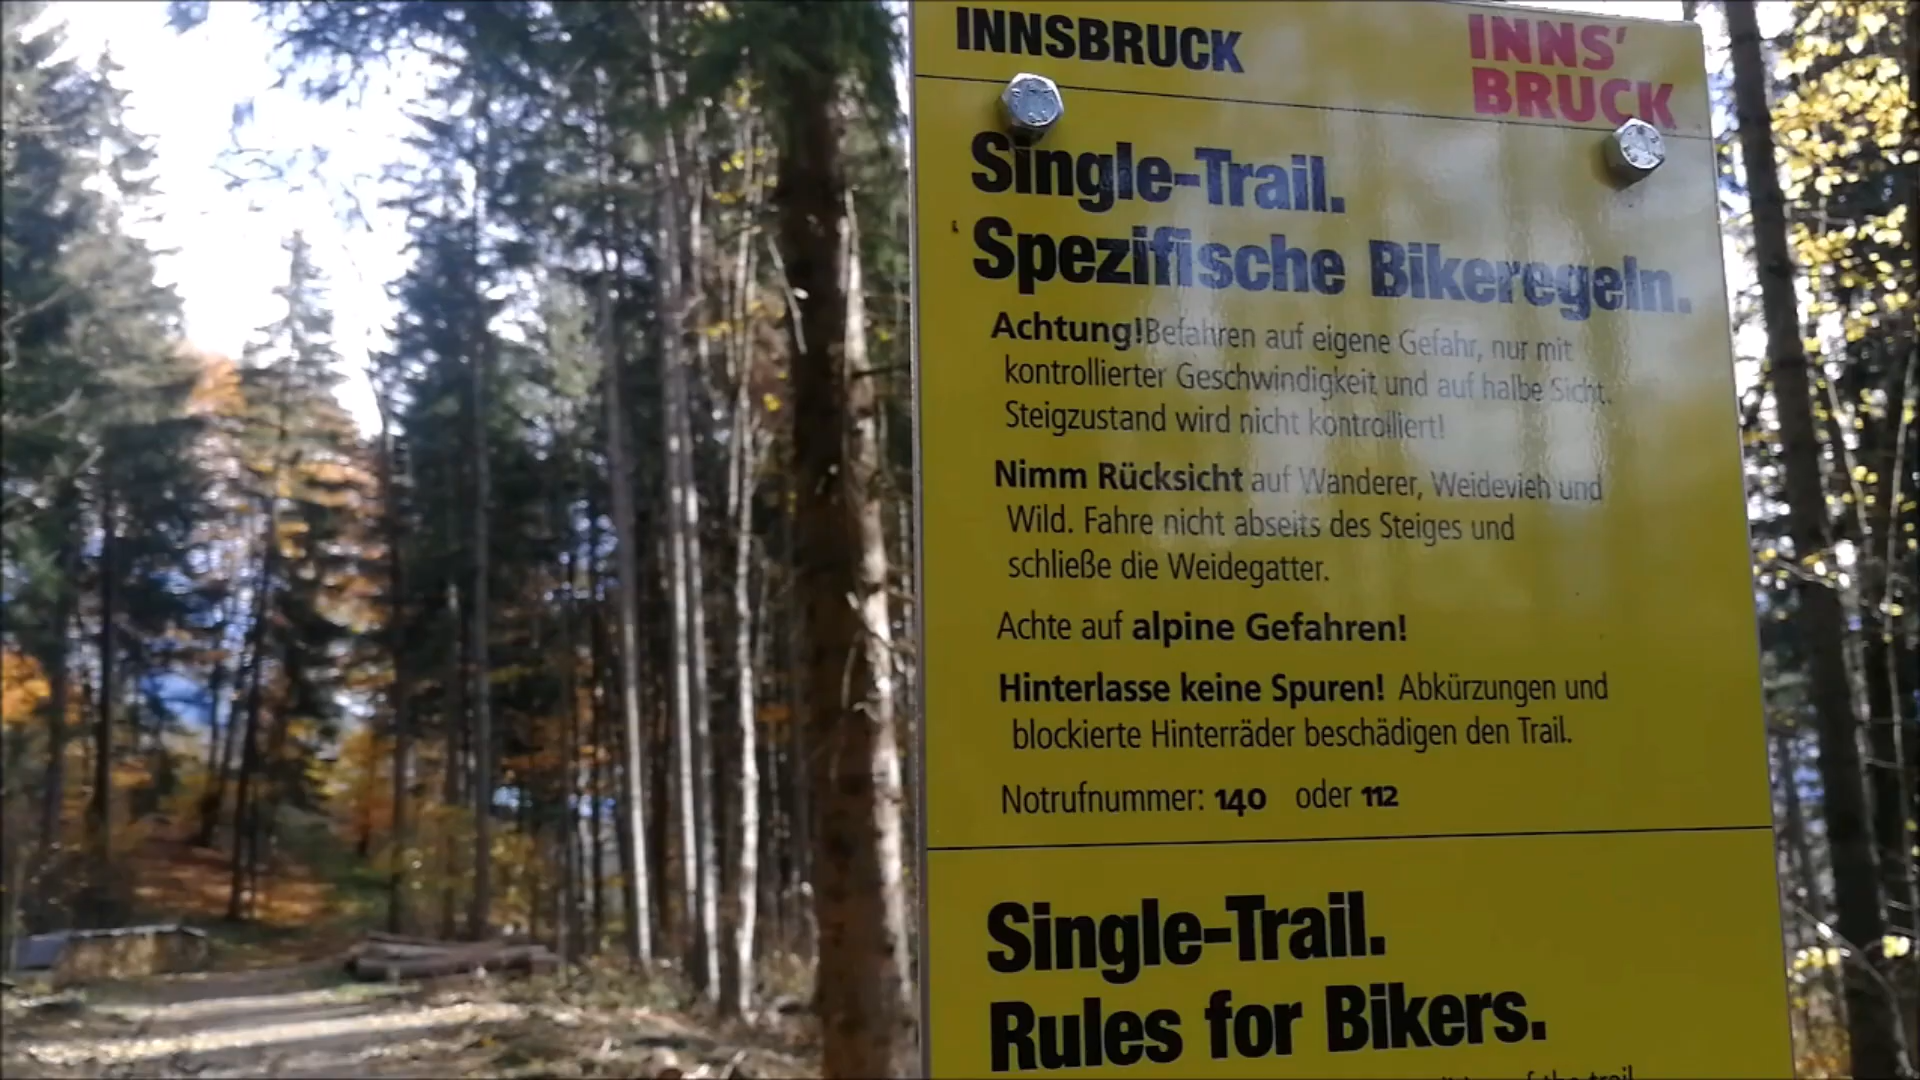 INNSBRUCK
INNS'
BRUCK
Single-Trail.
Spezifische Bikeregeln.
Achtung! Befahren auf eigene Gefahr, nur mit
kontrollierter Geschwindigkeit und auf halbe Sicht.
Steigzustand wird nicht kontrolliert!
Nimm Rücksicht auf Wanderer, Weidevieh und
Wild. Fahre nicht abseits des Steiges und
schließe die Weidegatter.
Achte auf alpine Gefahren!
Hinterlasse keine Spuren! Abkürzungen und
blockierte Hinterräder beschädigen den Trail.
Notrufnummer: 140 oder 112
Single-Trail.
Rules for Bikers.
of the trail